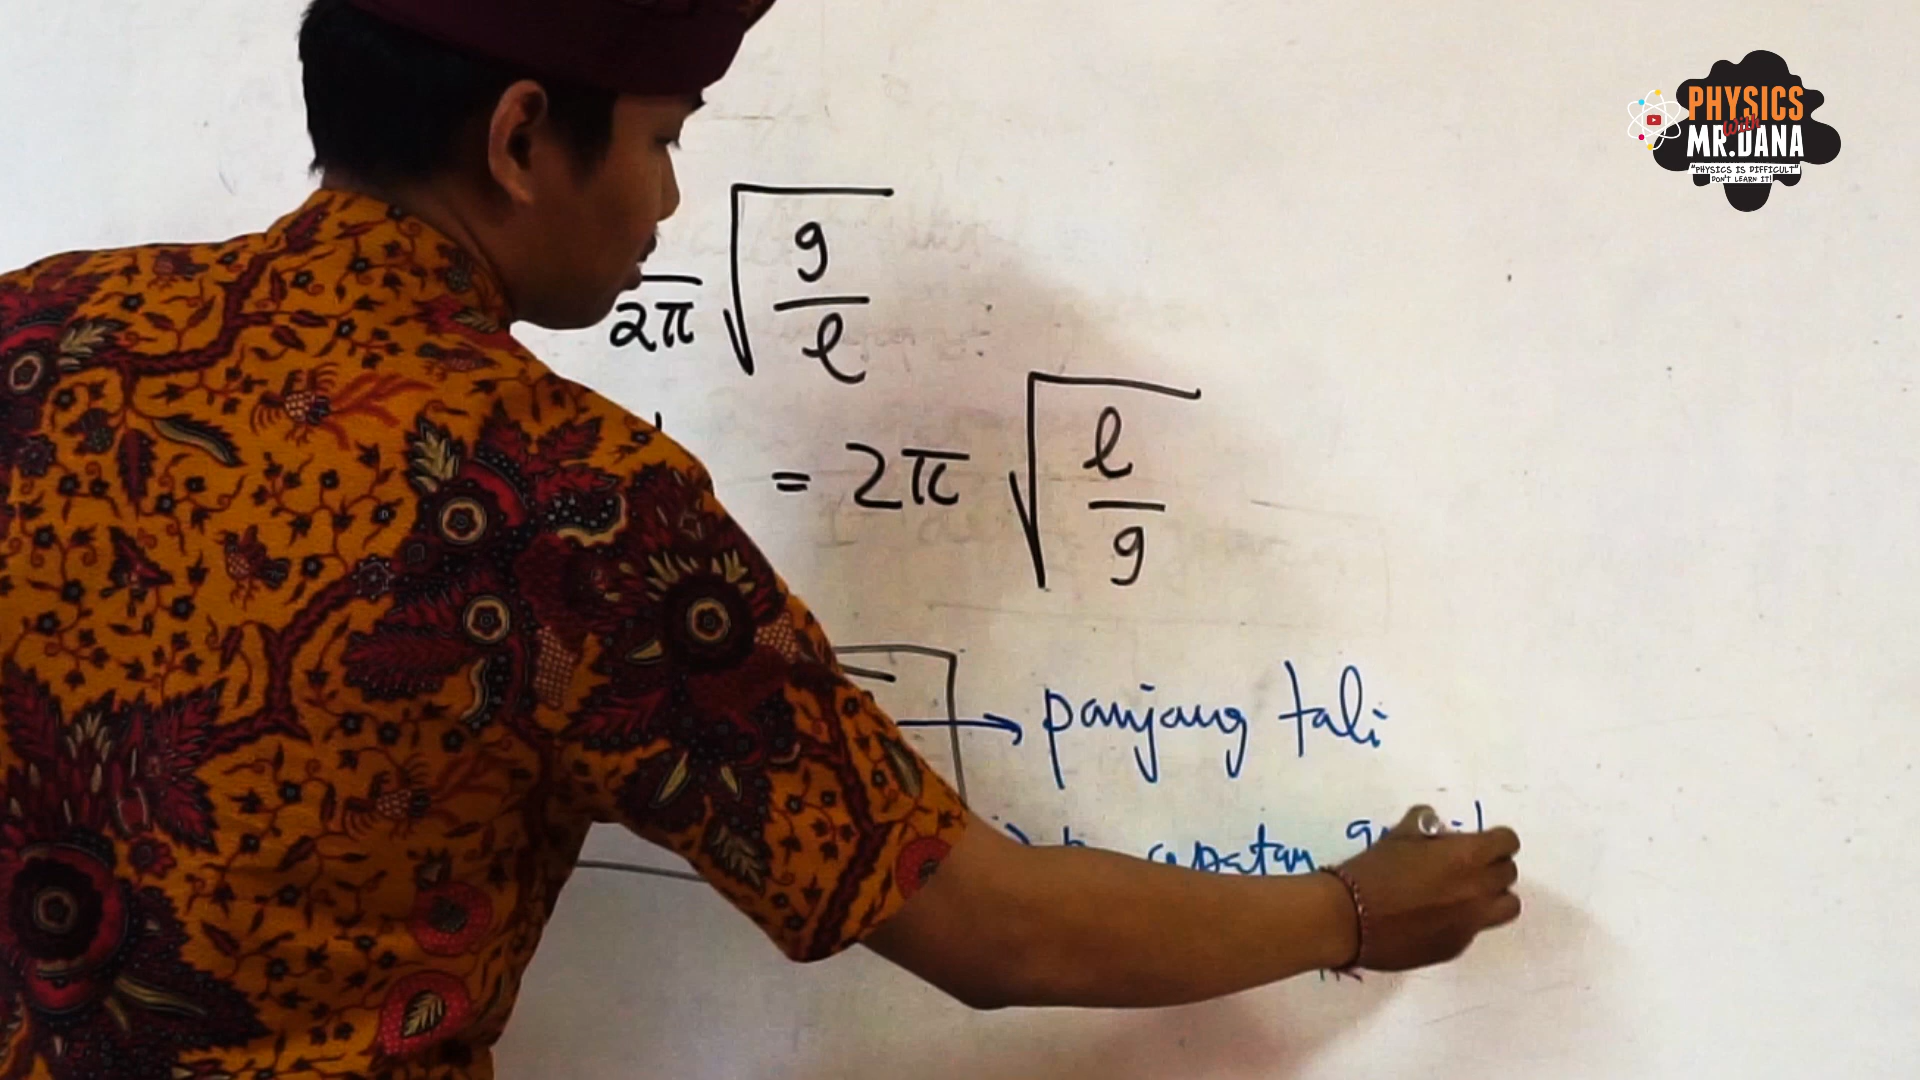 PHYSICS
With
MR.DANA
"PHYSICS IS DIFFICULT"
DON'T LEARN IT!
2π √(g/l)
= 2π √(l/g)
→ panjang tali